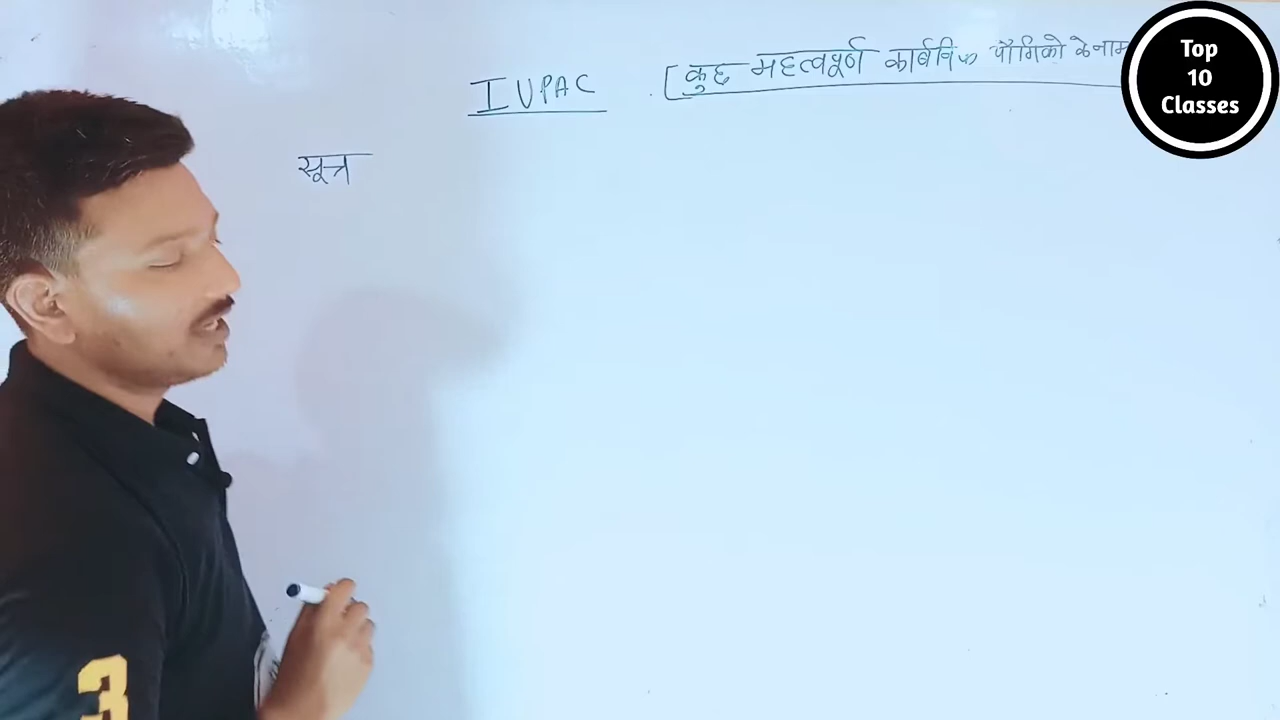 IUPAC [कुछ महत्वपूर्ण कार्बनिक यौगिको के नाम
सूत्र
Top
10
Classes
3